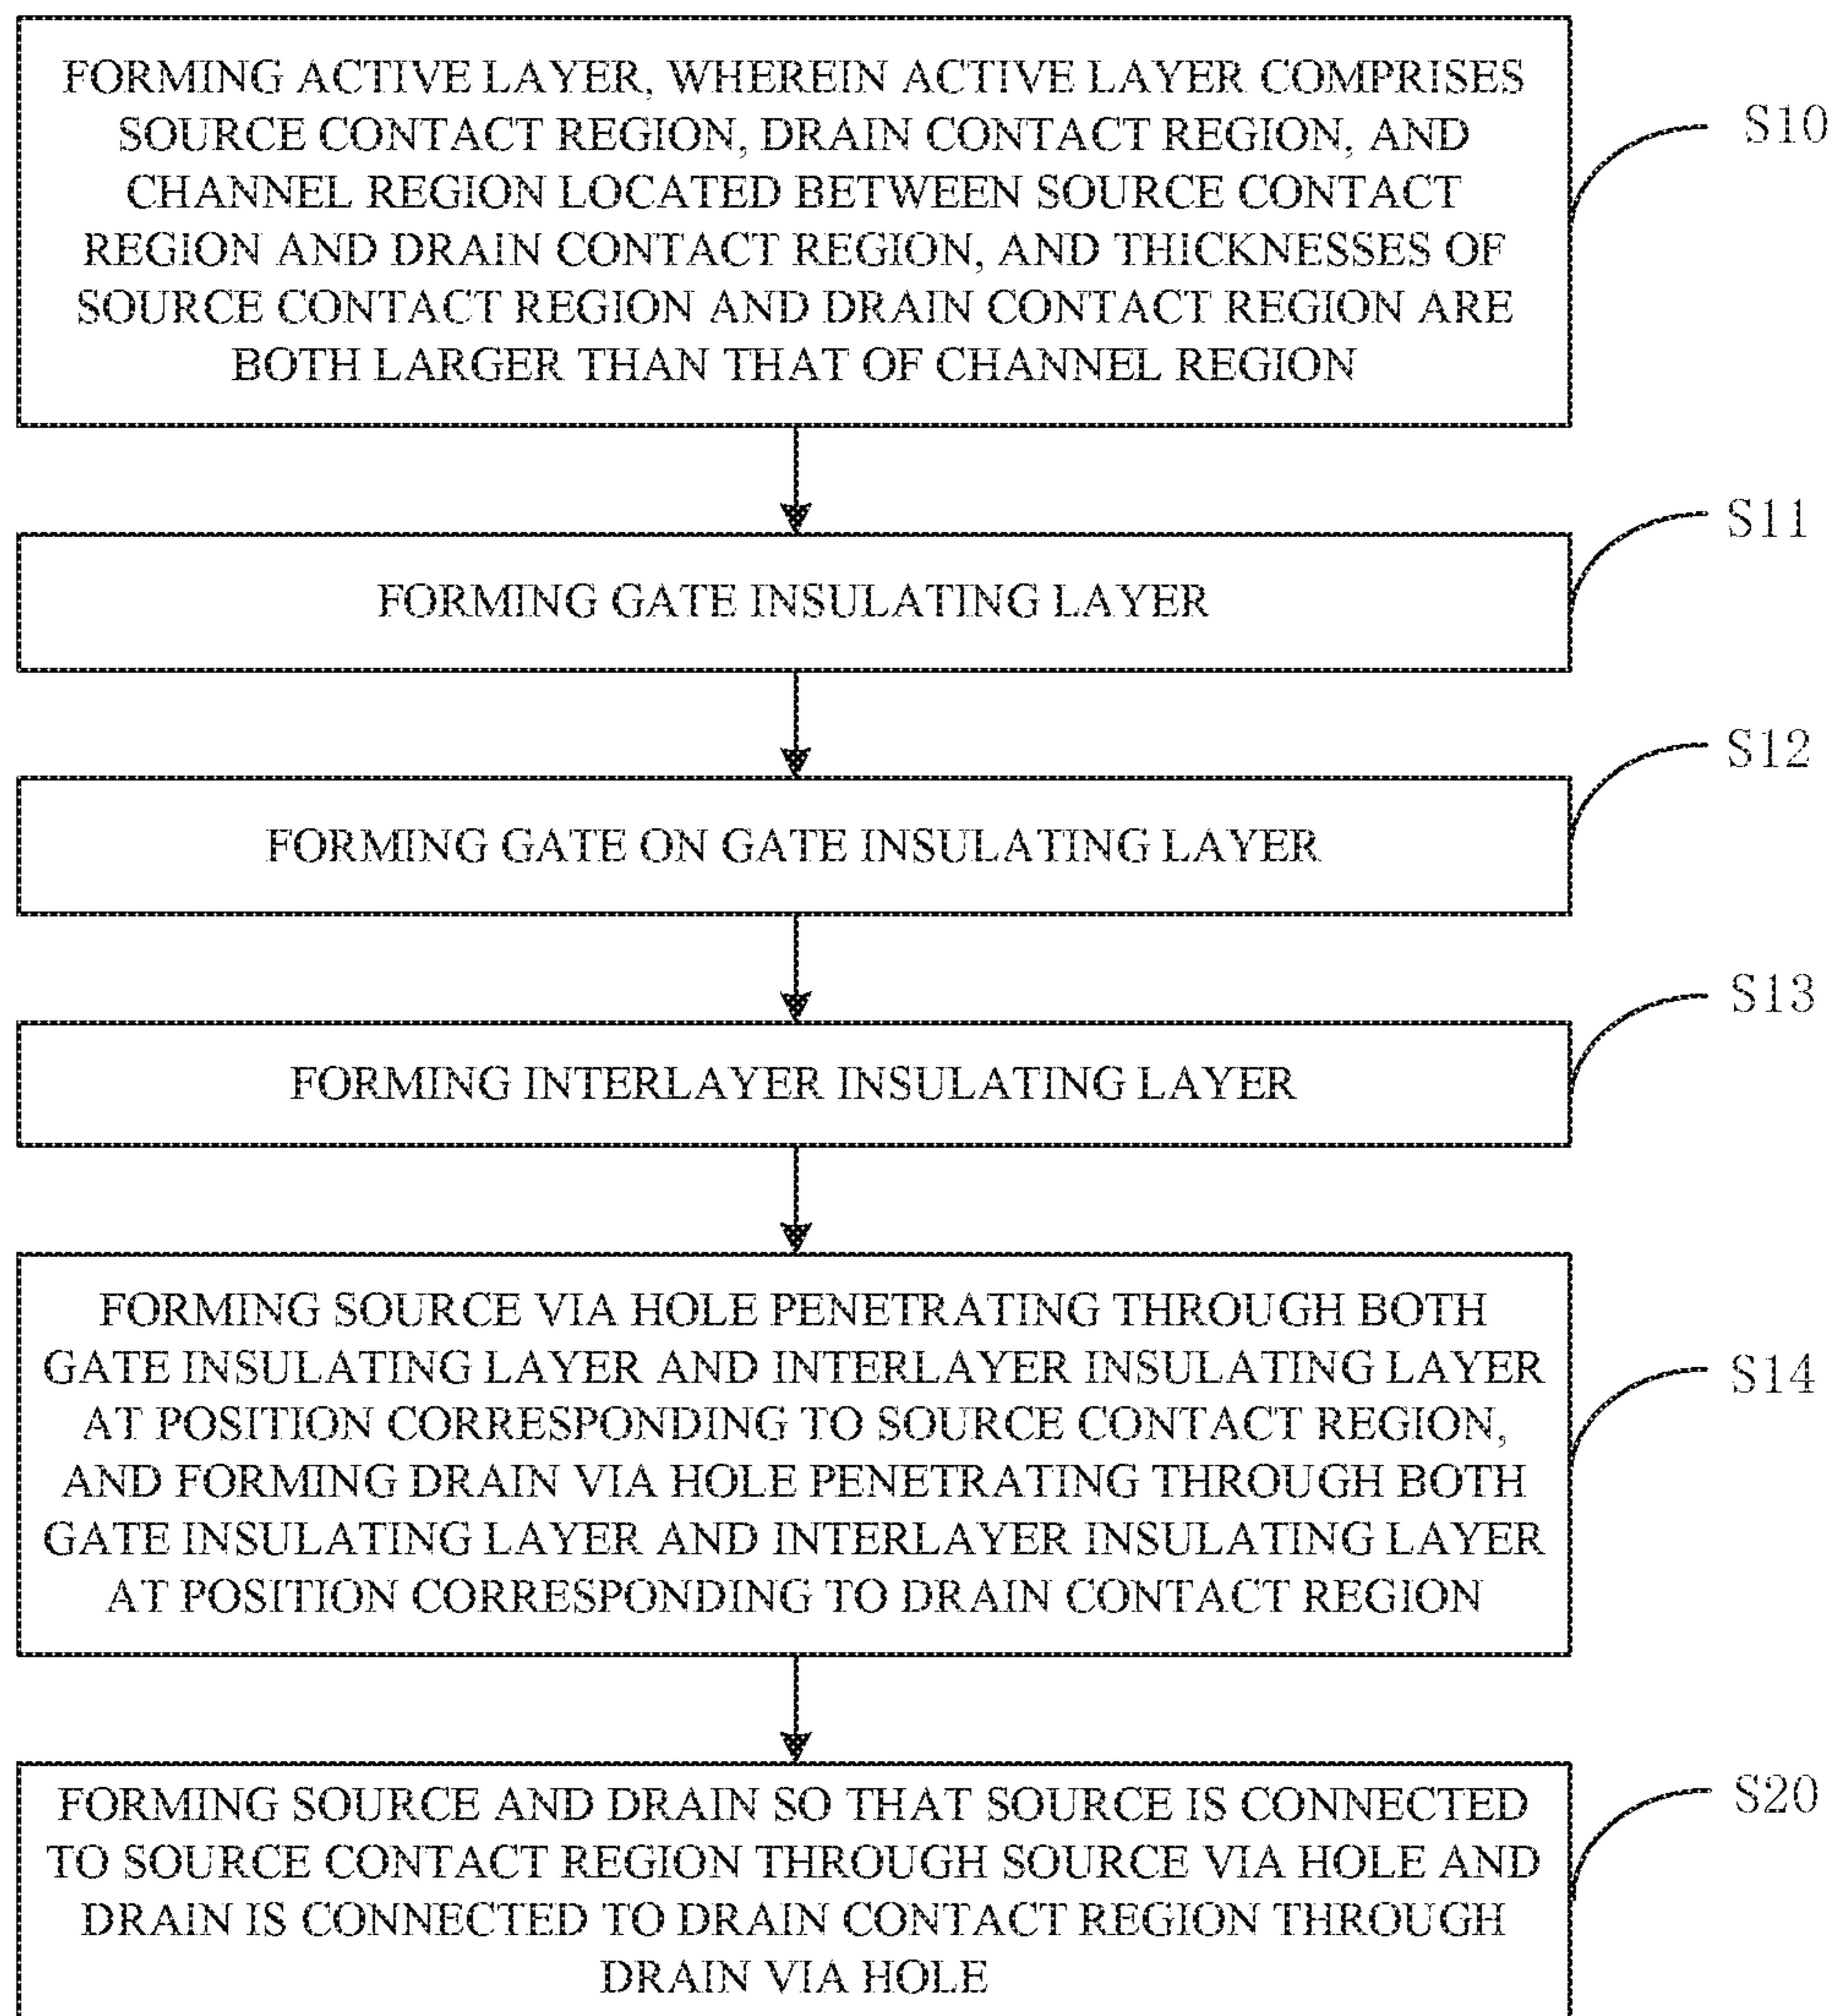 FORMING ACTIVE LAYER, WHEREIN ACTIVE LAYER COMPRISES
SOURCE CONTACT REGION, DRAIN CONTACT REGION, AND
CHANNEL REGION LOCATED BETWEEN SOURCE CONTACT
REGION AND DRAIN CONTACT REGION, AND THICKNESSES OF
SOURCE CONTACT REGION AND DRAIN CONTACT REGION ARE
BOTH LARGER THAN THAT OF CHANNEL REGION
S10
FORMING GATE INSULATING LAYER
S11
FORMING GATE ON GATE INSULATING LAYER
S12
FORMING INTERLAYER INSULATING LAYER
S13
FORMING SOURCE VIA HOLE PENETRATING THROUGH BOTH
GATE INSULATING LAYER AND INTERLAYER INSULATING LAYER
AT POSITION CORRESPONDING TO SOURCE CONTACT REGION,
AND FORMING DRAIN VIA HOLE PENETRATING THROUGH BOTH
GATE INSULATING LAYER AND INTERLAYER INSULATING LAYER
AT POSITION CORRESPONDING TO DRAIN CONTACT REGION
S14
FORMING SOURCE AND DRAIN SO THAT SOURCE IS CONNECTED
TO SOURCE CONTACT REGION THROUGH SOURCE VIA HOLE AND
DRAIN IS CONNECTED TO DRAIN CONTACT REGION THROUGH
DRAIN VIA HOLE
S20